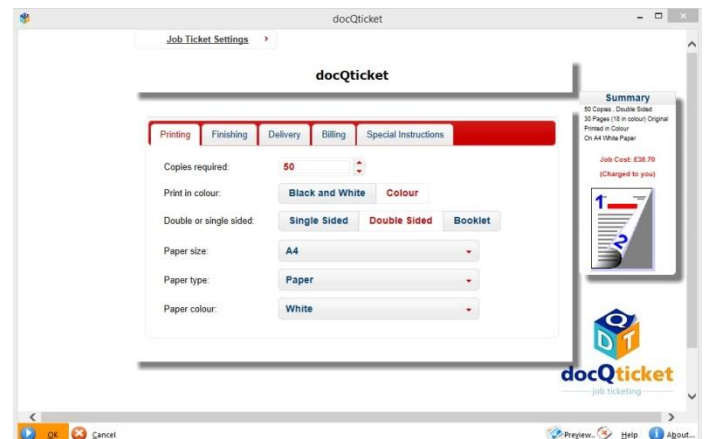 docQticket
Job Ticket Settings
docQticket
Printing Finishing Delivery Billing Special Instructions
Copies required: 50
Print in colour: Black and White Colour
Double or single sided: Single Sided Double Sided Booklet
Paper size: A4
Paper type: Paper
Paper colour: White
Summary
50 Copies . Double Sided
30 Pages (18 in colour) Original
Printed in Colour
On A4 White Paper
Job Cost: £38.70
(Charged to you)
1
2
Q
D T
docQticket
job ticketing
OK Cancel Preview.. Help About...